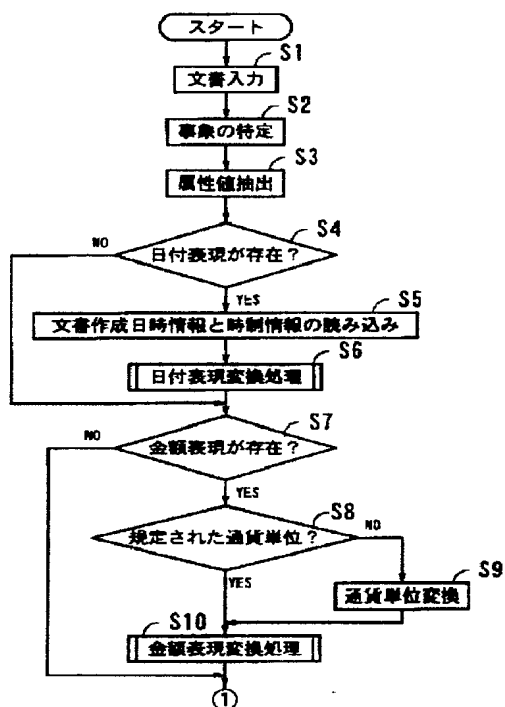 スタート
S1
文書入力
S2
事象の特定
S3
属性値抽出
S4
NO
日付表現が存在？
YES
S5
文書作成日時情報と時制情報の読み込み
S6
日付表現変換処理
S7
NO
金額表現が存在？
YES
S8
規定された通貨単位？
NO
YES
S9
通貨単位変換
S10
金額表現変換処理
1